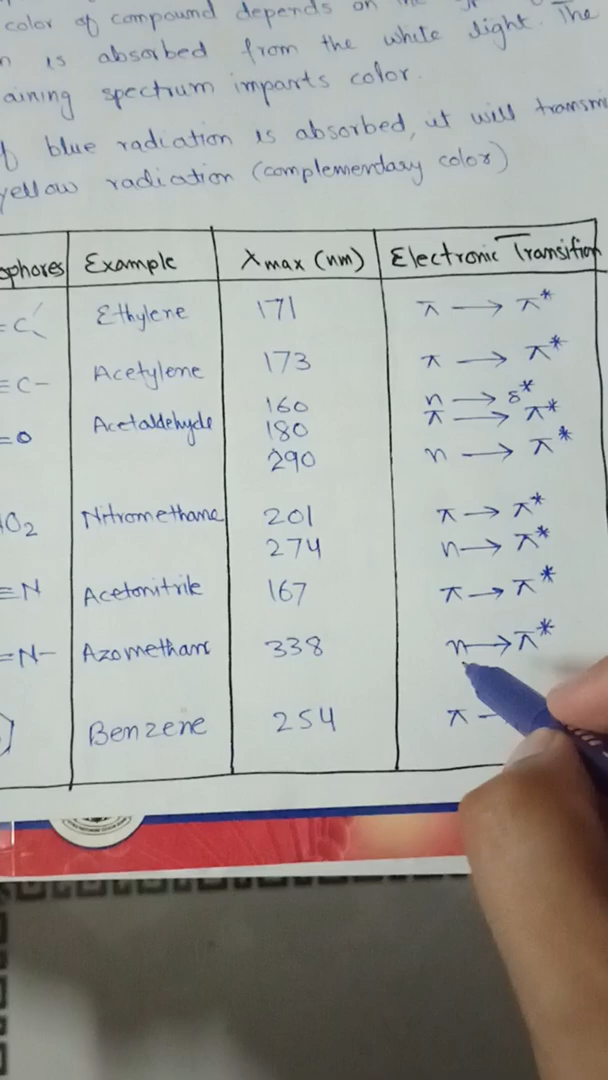 color of compound depends on the
is absorbed from the white light. The
aining spectrum imparts color.
blue radiation is absorbed, it will transmi
yellow radiation (complementary color)
ophores Example λmax (nm) Electronic Transition
=C Ethylene 171 π → π*
≡C- Acetylene 173 π → π*
=O Acetaldehyde 160 n → δ*
180 π → π*
290 n → π*
O2 Nitromethane 201 π → π*
274 n → π*
≡N Acetonitrile 167 π → π*
=N- Azomethane 338 n → π*
Benzene 254 π -